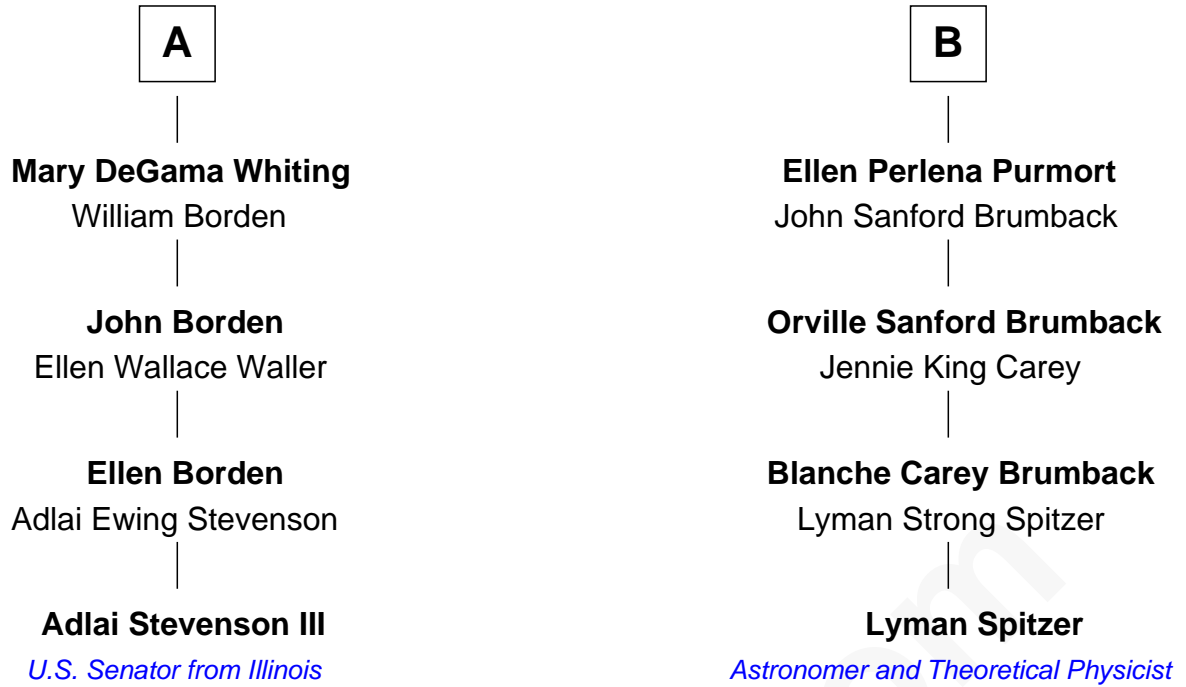 A
Mary DeGama Whiting
William Borden
John Borden
Ellen Wallace Waller
Ellen Borden
Adlai Ewing Stevenson
Adlai Stevenson III
U.S. Senator from Illinois
B
Ellen Perlena Purmort
John Sanford Brumback
Orville Sanford Brumback
Jennie King Carey
Blanche Carey Brumback
Lyman Strong Spitzer
Lyman Spitzer
Astronomer and Theoretical Physicist